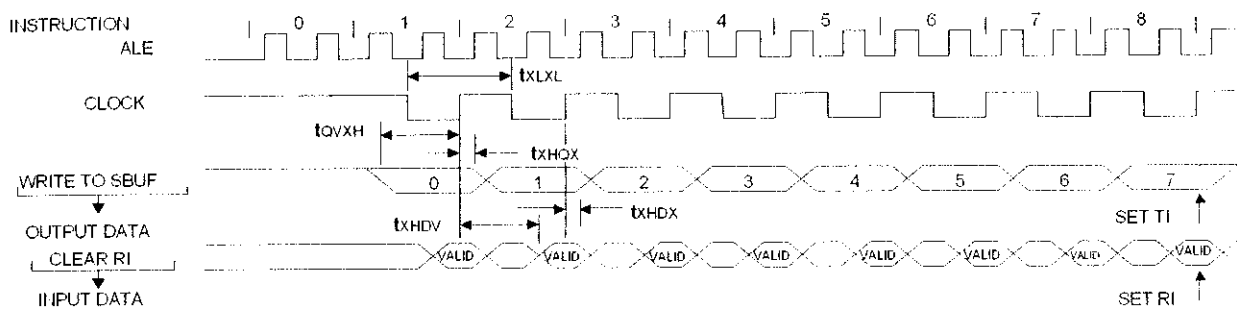 INSTRUCTION 0 1 2 3 4 5 6 7 8
ALE
tXLXL
CLOCK
tQVXH
tXHQX
WRITE TO SBUF 0 1 2 3 4 5 6 7
tXHDV tXHDX SET TI
OUTPUT DATA
CLEAR RI VALID VALID VALID VALID VALID VALID VALID VALID
INPUT DATA SET RI